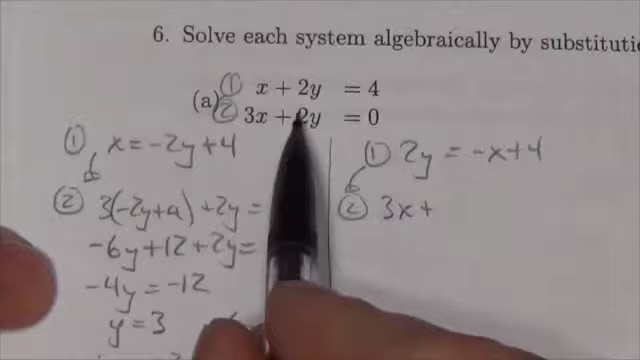 6. Solve each system algebraically by substituti
(a) ① x + 2y = 4
② 3x + 2y = 0
① x = -2y + 4
② 3(-2y+4) + 2y =
-6y + 12 + 2y =
-4y = -12
y = 3
① 2y = -x + 4
② 3x +